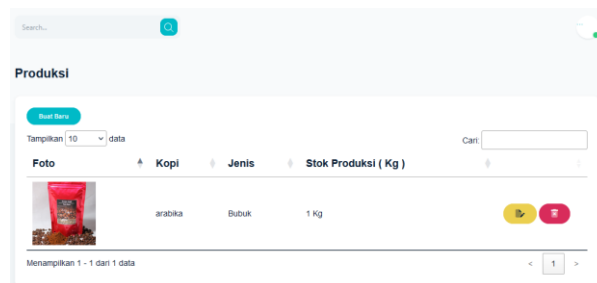 Search...
Produksi
Buat Baru
Tampilkan 10 data
Cari:
Foto Kopi Jenis Stok Produksi ( Kg )
arabika Bubuk 1 Kg
Menampilkan 1 - 1 dari 1 data
< 1 >